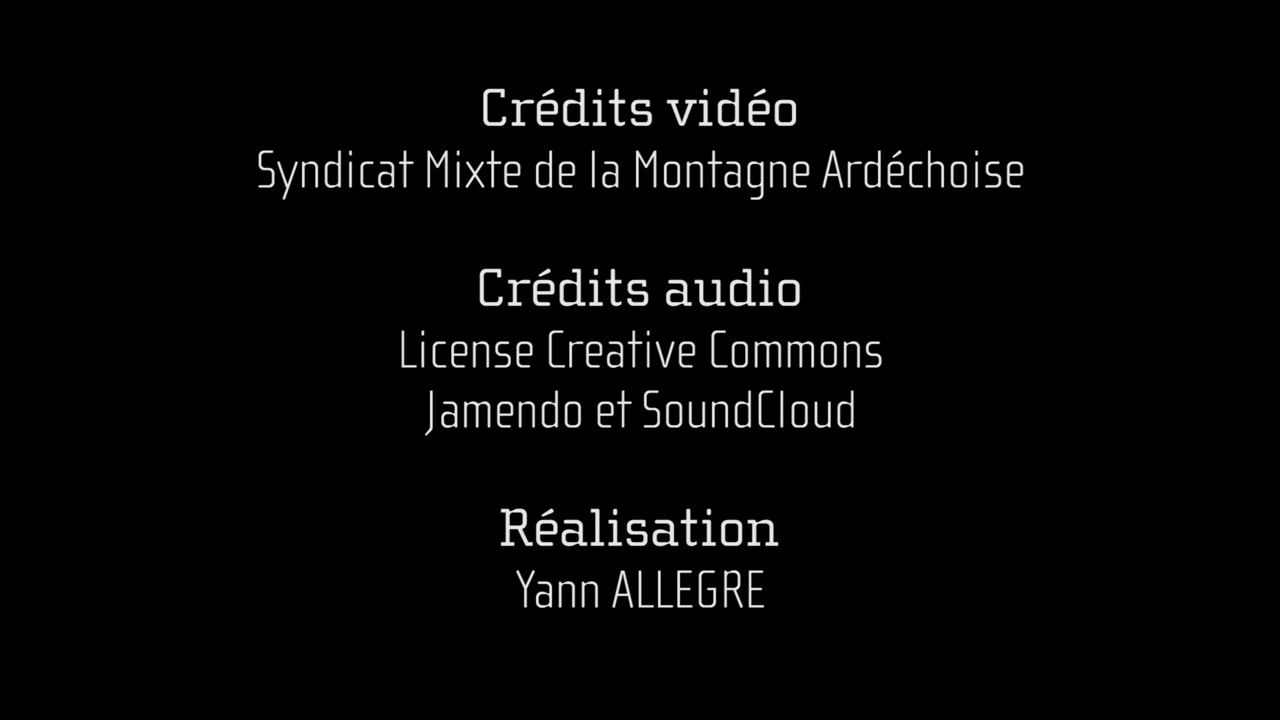 Crédits vidéo
Syndicat Mixte de la Montagne Ardéchoise
Crédits audio
License Creative Commons
Jamendo et SoundCloud
Réalisation
Yann ALLEGRE